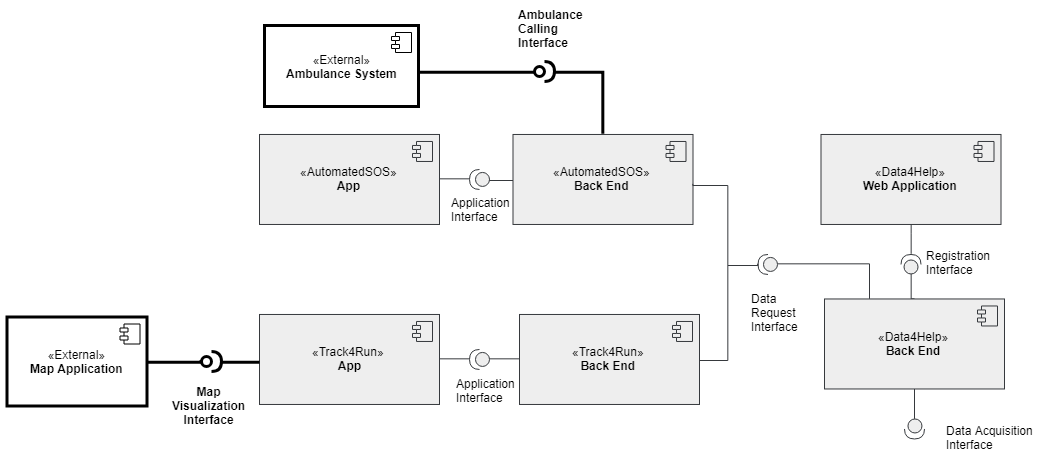 Ambulance
Calling
Interface
«External»
Ambulance System
«AutomatedSOS»
App
Application
Interface
«AutomatedSOS»
Back End
«Data4Help»
Web Application
Registration
Interface
Data
Request
Interface
«External»
Map Application
Map
Visualization
Interface
«Track4Run»
App
Application
Interface
«Track4Run»
Back End
«Data4Help»
Back End
Data Acquisition
Interface